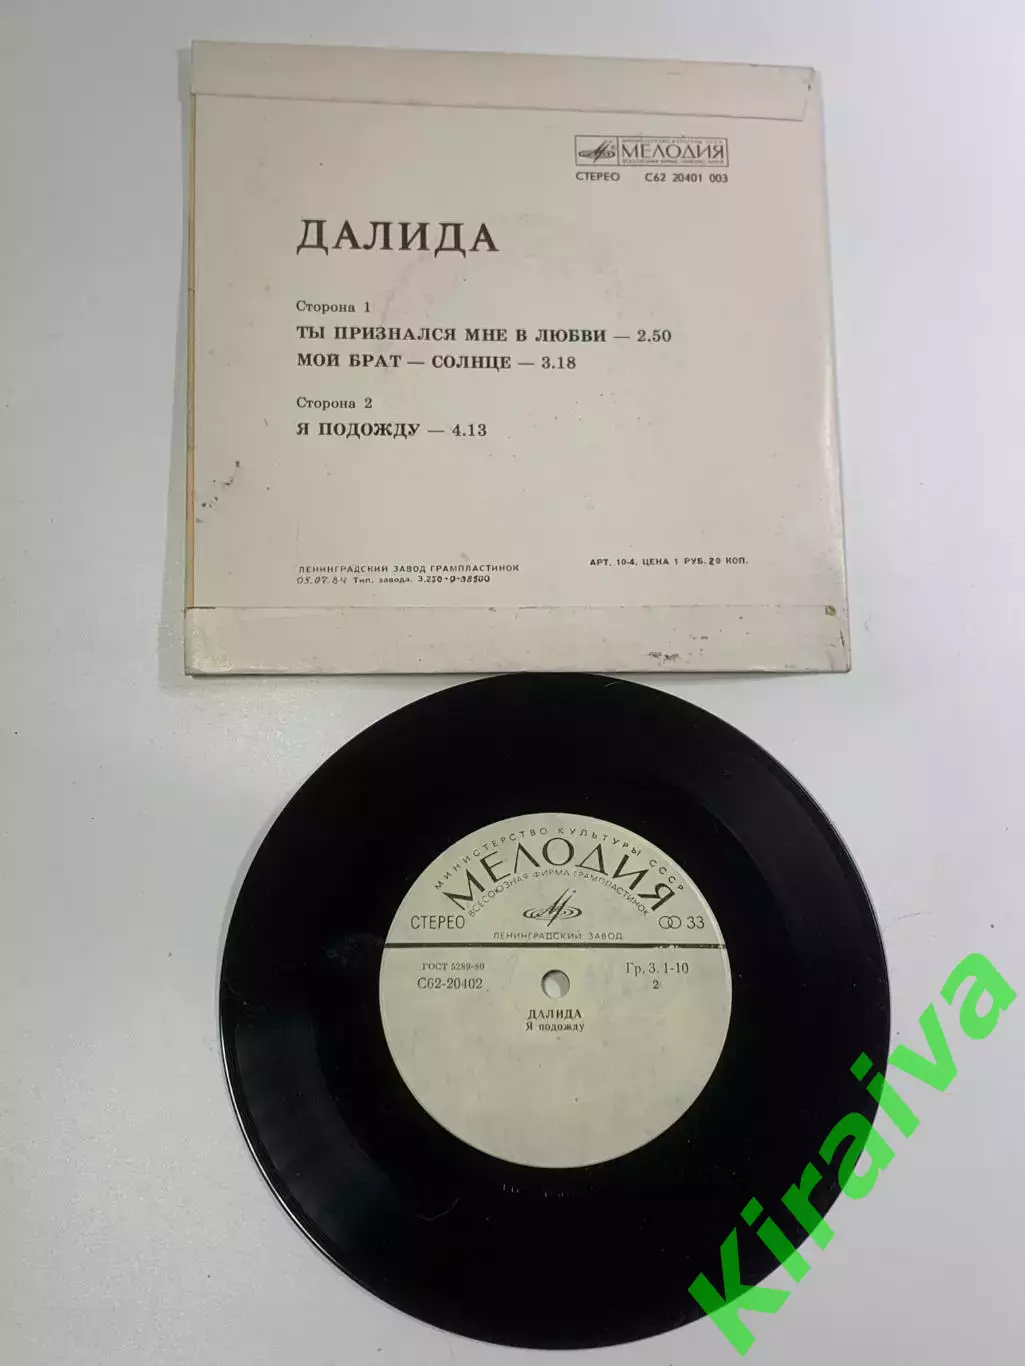 МЕЛОДИЯ
СТЕРЕО С62 20401 003
ДАЛИДА
Сторона 1
ТЫ ПРИЗНАЛСЯ МНЕ В ЛЮБВИ — 2.50
МОЙ БРАТ — СОЛНЦЕ — 3.18
Сторона 2
Я ПОДОЖДУ — 4.13
ЛЕНИНГРАДСКИЙ ЗАВОД ГРАМПЛАСТИНОК
АРТ. 10-4. ЦЕНА 1 РУБ. 20 КОП.
05.07.84 Тип. завода. З.250-0-38500
МИНИСТЕРСТВО КУЛЬТУРЫ СССР
МЕЛОДИЯ
ВСЕСОЮЗНАЯ ФИРМА ГРАМПЛАСТИНОК
СТЕРЕО 33
ЛЕНИНГРАДСКИЙ ЗАВОД
ГОСТ 5289-80 Гр. 3. 1-10
С62-20402 2
ДАЛИДА
Я подожду
Kiraiva